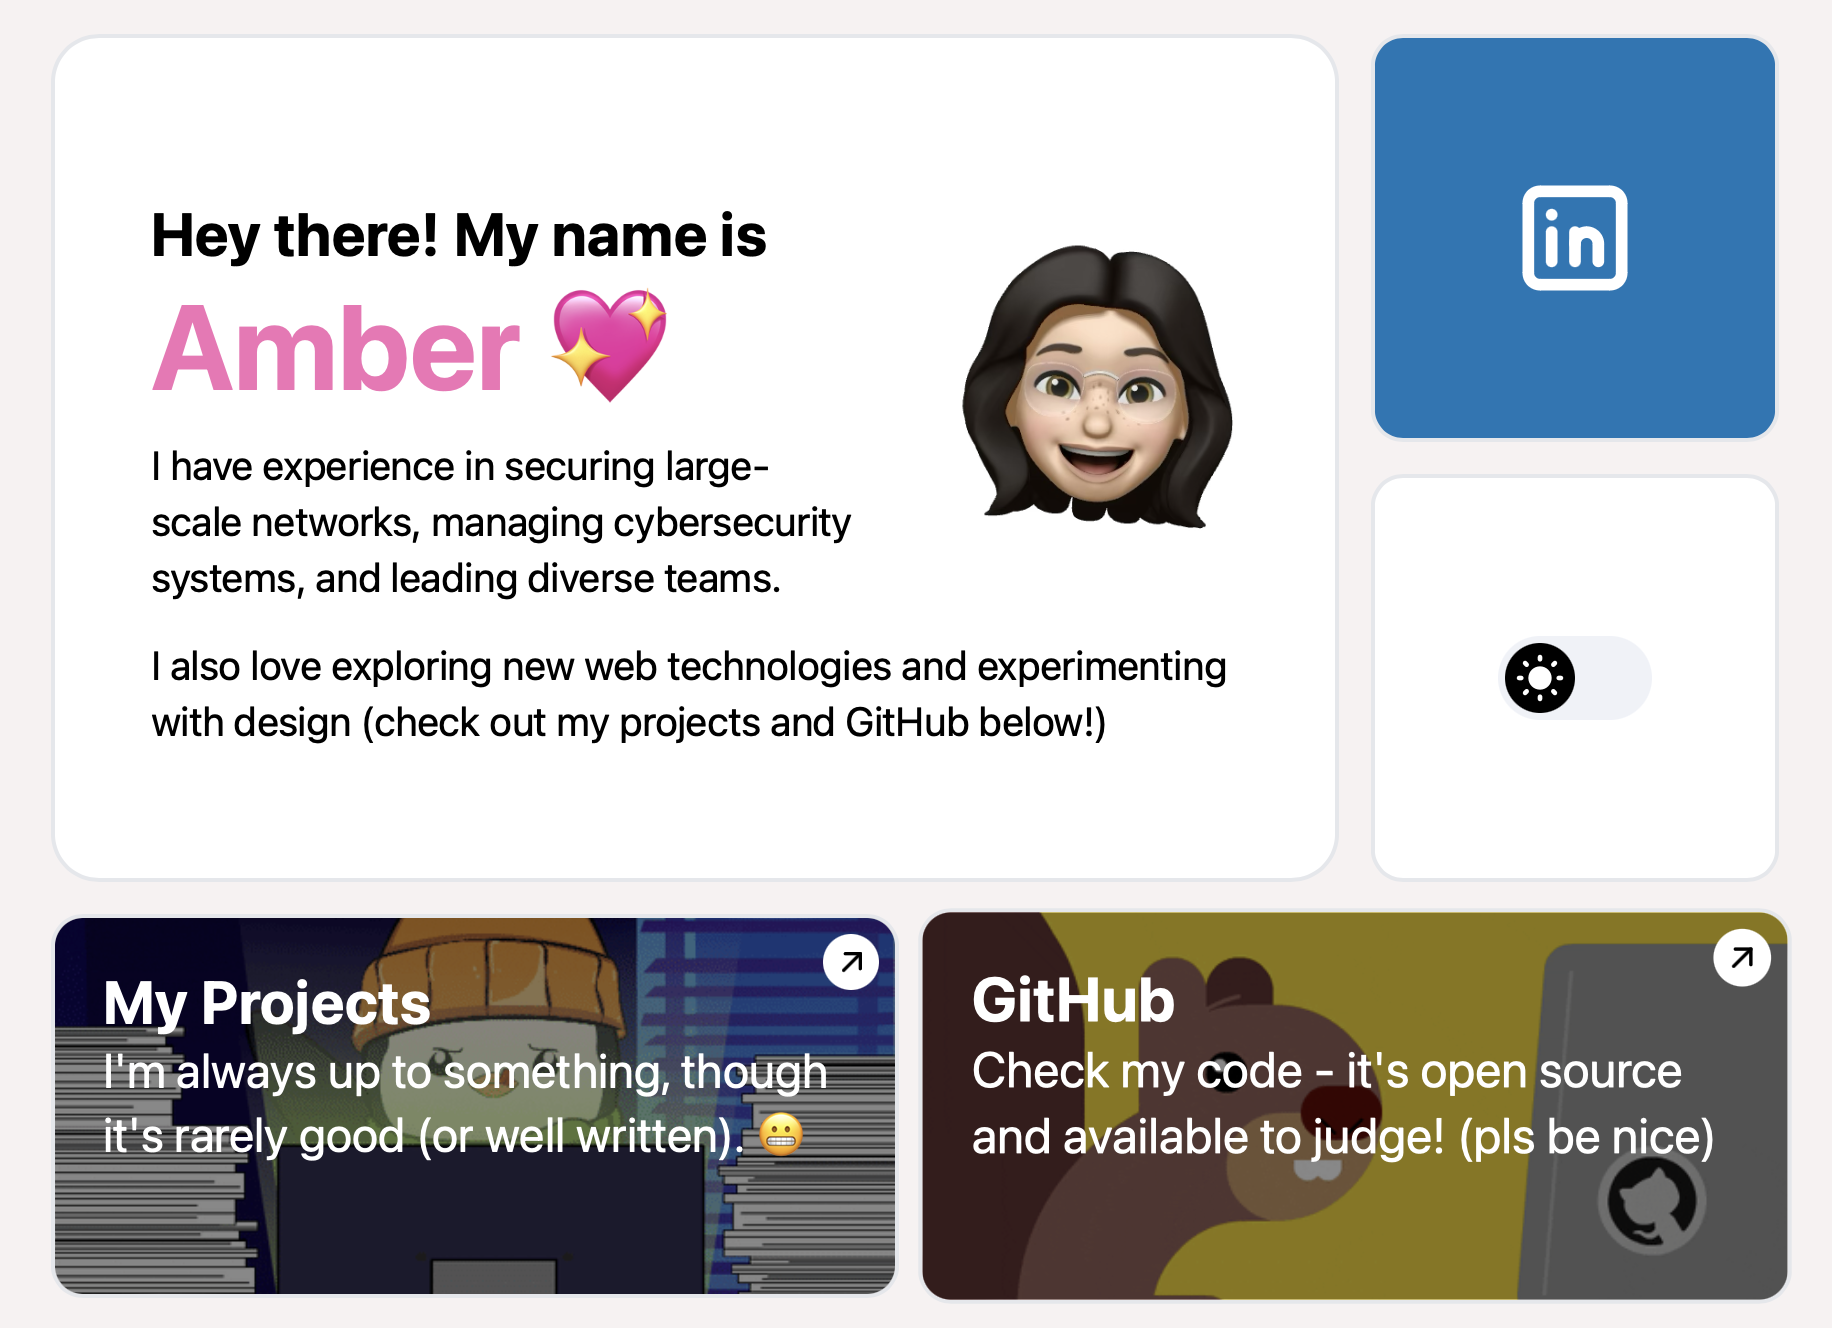 Hey there! My name is
Amber 💖
I have experience in securing large-
scale networks, managing cybersecurity
systems, and leading diverse teams.
I also love exploring new web technologies and experimenting
with design (check out my projects and GitHub below!)
in
My Projects
I'm always up to something, though
it's rarely good (or well written). 😬
GitHub
Check my code - it's open source
and available to judge! (pls be nice)